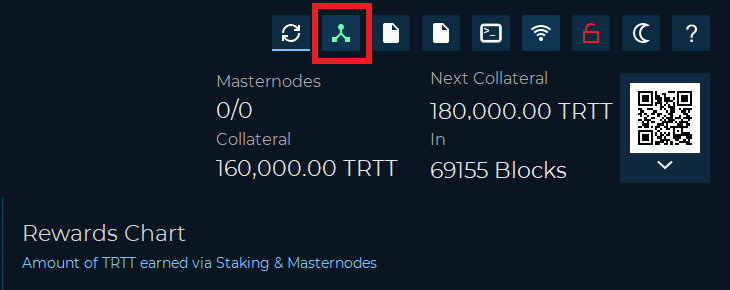 >_
?
Masternodes
Next Collateral
0/0
180,000.00 TRTT
Collateral
In
160,000.00 TRTT
69155 Blocks
Rewards Chart
Amount of TRTT earned via Staking & Masternodes